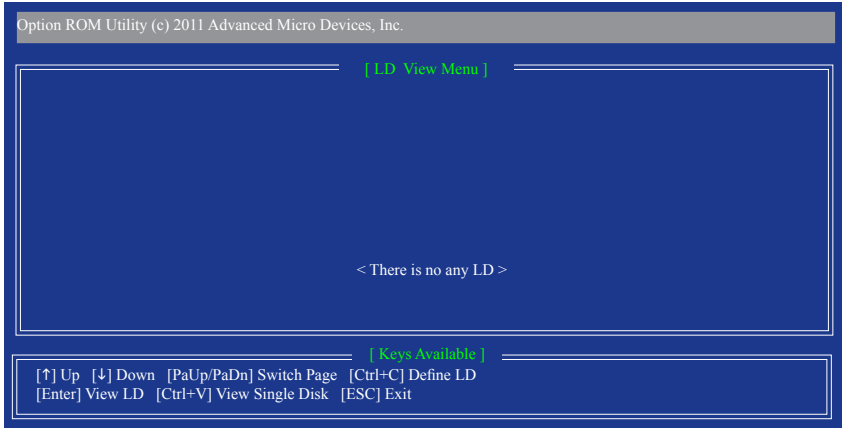 Option ROM Utility (c) 2011 Advanced Micro Devices, Inc.
[ LD View Menu ]
< There is no any LD >
[ Keys Available ]
[↑] Up [↓] Down [PaUp/PaDn] Switch Page [Ctrl+C] Define LD
[Enter] View LD [Ctrl+V] View Single Disk [ESC] Exit